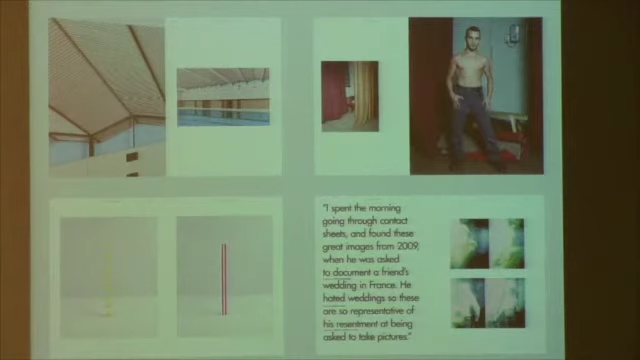 "I spent the morning
going through contact
sheets, and found these
great images from 2009,
when he was asked
to document a friend's
wedding in France. He
hated weddings so these
are so representative of
his resentment at being
asked to take pictures."